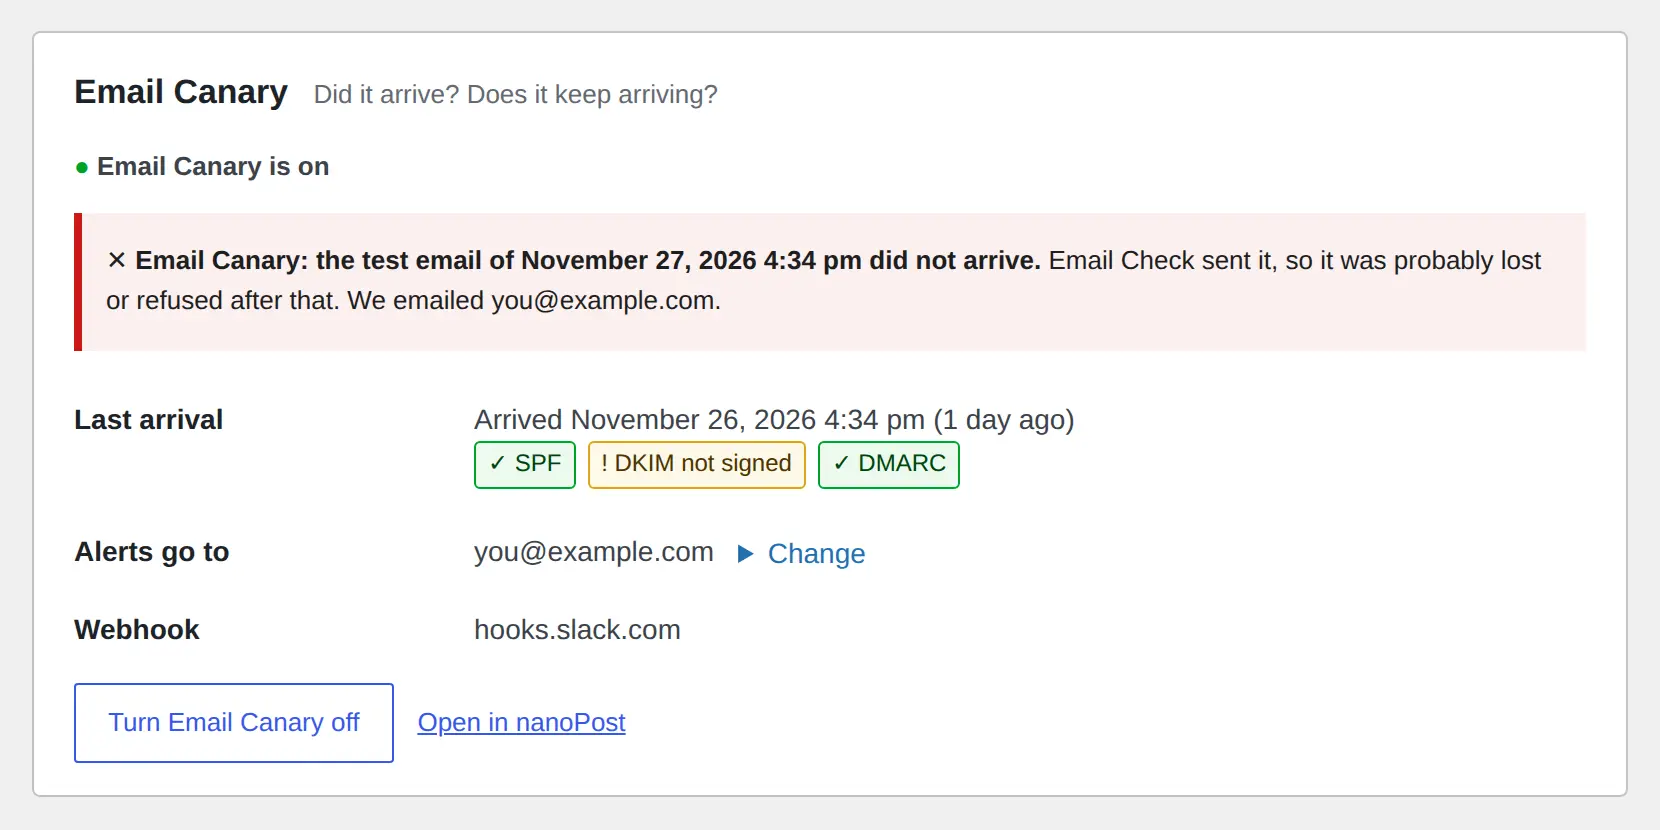 Email Canary Did it arrive? Does it keep arriving?
● Email Canary is on
✕ Email Canary: the test email of November 27, 2026 4:34 pm did not arrive. Email Check sent it, so it was probably lost
or refused after that. We emailed you@example.com.
Last arrival Arrived November 26, 2026 4:34 pm (1 day ago)
✓ SPF ! DKIM not signed ✓ DMARC
Alerts go to you@example.com ▶ Change
Webhook hooks.slack.com
Turn Email Canary off Open in nanoPost